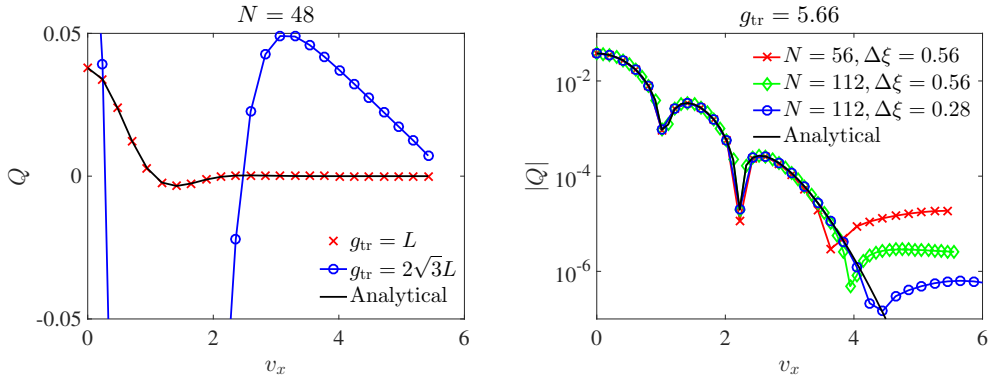 N = 48
0.05
0
-0.05
Q
0
2
4
6
v_x
g_tr = L
g_tr = 2√3L
Analytical
g_tr = 5.66
10^-2
10^-4
10^-6
|Q|
0
2
4
6
v_x
N = 56, Δξ = 0.56
N = 112, Δξ = 0.56
N = 112, Δξ = 0.28
Analytical